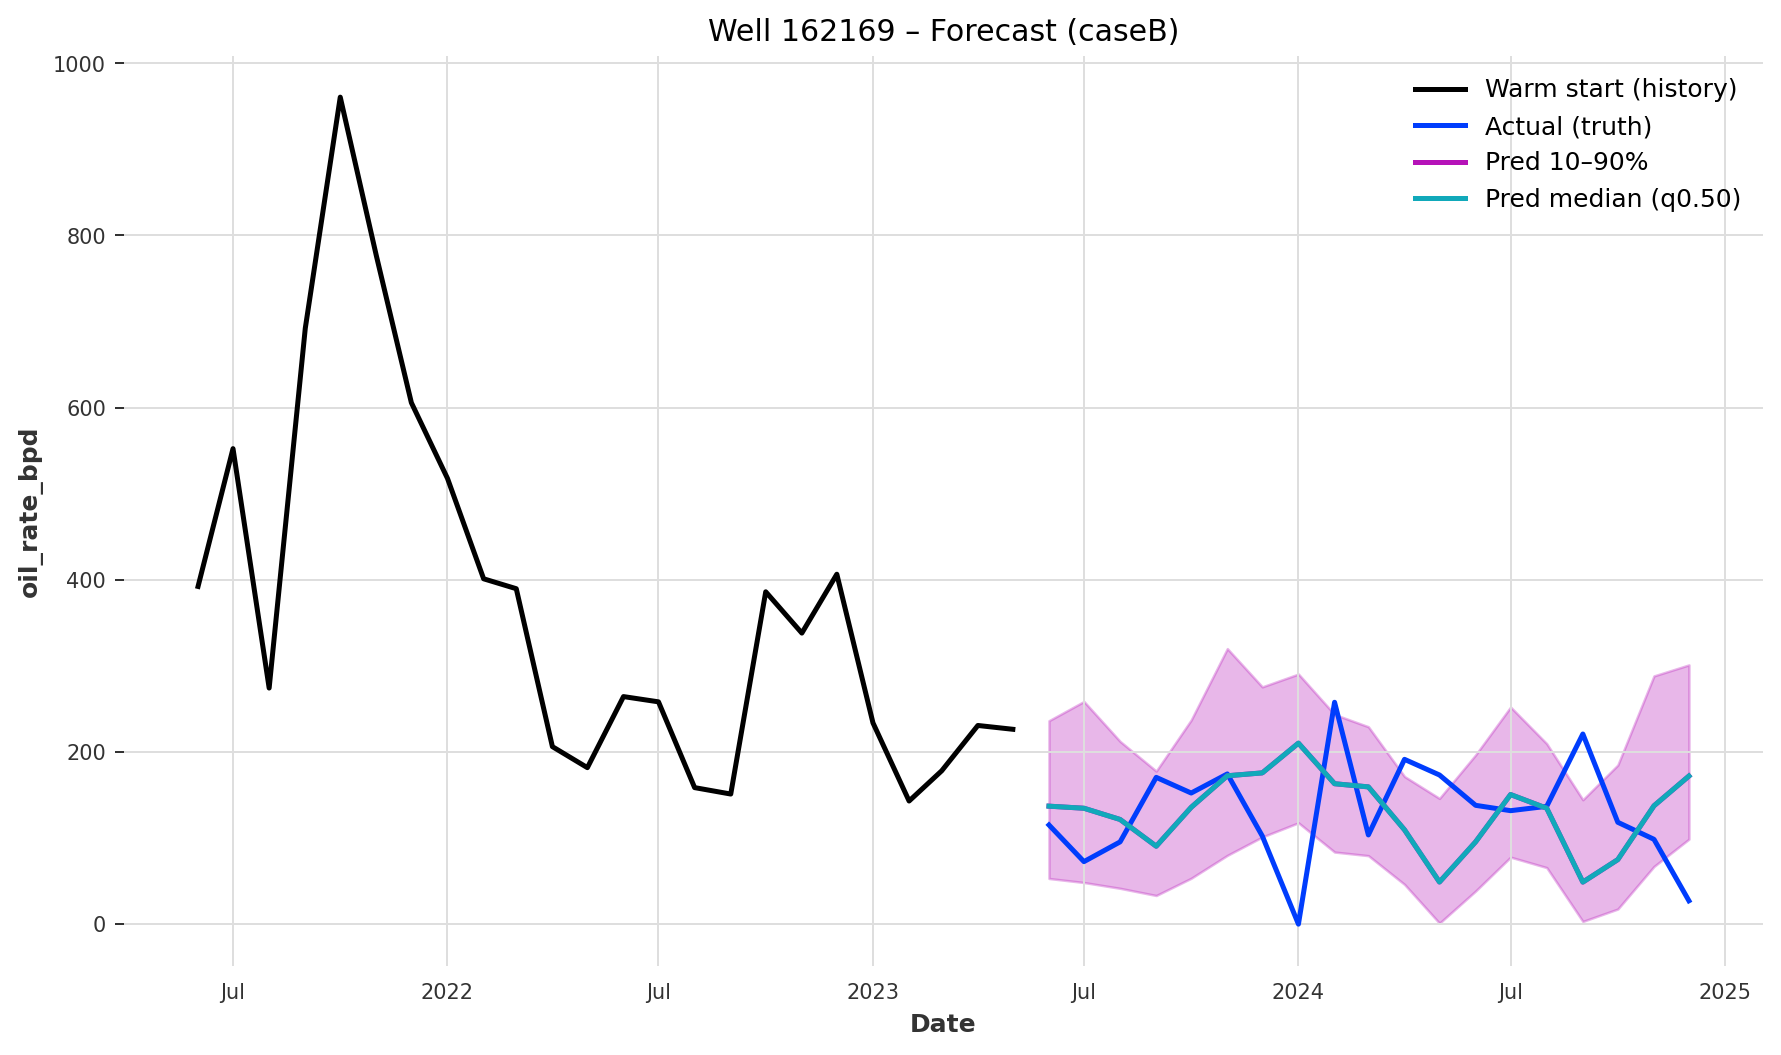 Well 162169 – Forecast (caseB)
Warm start (history)
Actual (truth)
Pred 10–90%
Pred median (q0.50)
oil_rate_bpd
1000
800
600
400
200
0
Jul 2022 Jul 2023 Jul 2024 Jul 2025
Date